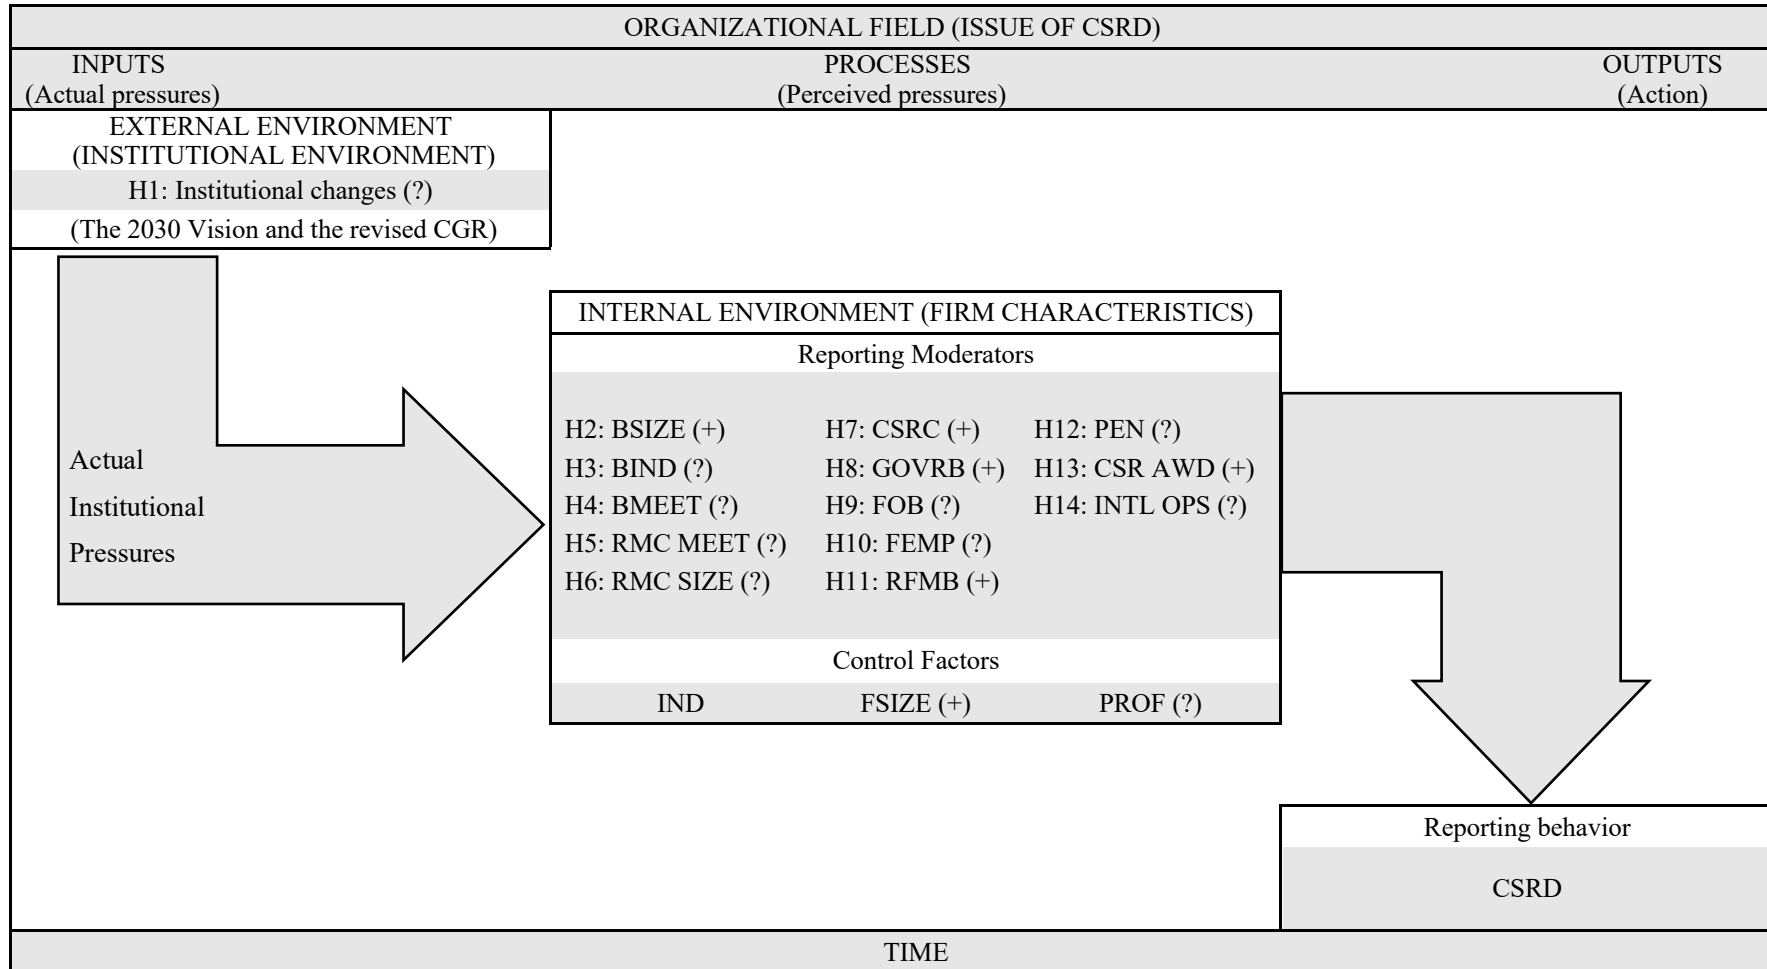 ORGANIZATIONAL FIELD (ISSUE OF CSRD)
INPUTS
(Actual pressures)
PROCESSES
(Perceived pressures)
OUTPUTS
(Action)
EXTERNAL ENVIRONMENT
(INSTITUTIONAL ENVIRONMENT)
H1: Institutional changes (?)
(The 2030 Vision and the revised CGR)
Actual
Institutional
Pressures
INTERNAL ENVIRONMENT (FIRM CHARACTERISTICS)
Reporting Moderators
H2: BSIZE (+)
H3: BIND (?)
H4: BMEET (?)
H5: RMC MEET (?)
H6: RMC SIZE (?)
H7: CSRC (+)
H8: GOVRB (+)
H9: FOB (?)
H10: FEMP (?)
H11: RFMB (+)
H12: PEN (?)
H13: CSR AWD (+)
H14: INTL OPS (?)
Control Factors
IND FSIZE (+) PROF (?)
Reporting behavior
CSRD
TIME